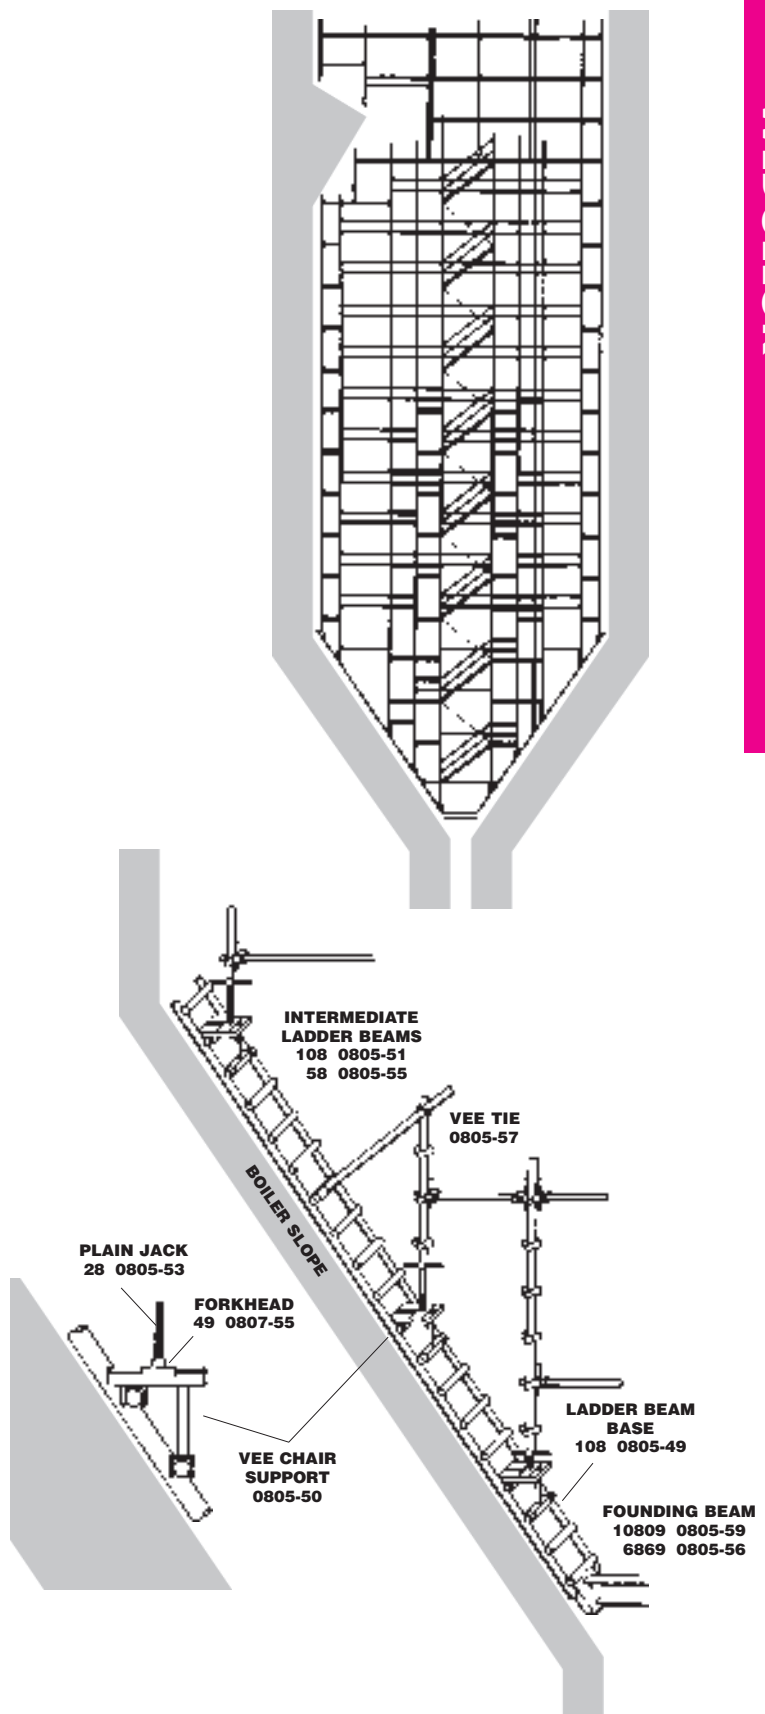 INTERMEDIATE
LADDER BEAMS
108 0805-51
58 0805-55
VEE TIE
0805-57
BOILER SLOPE
PLAIN JACK
28 0805-53
FORKHEAD
49 0807-55
VEE CHAIR
SUPPORT
0805-50
LADDER BEAM
BASE
108 0805-49
FOUNDING BEAM
10809 0805-59
6869 0805-56